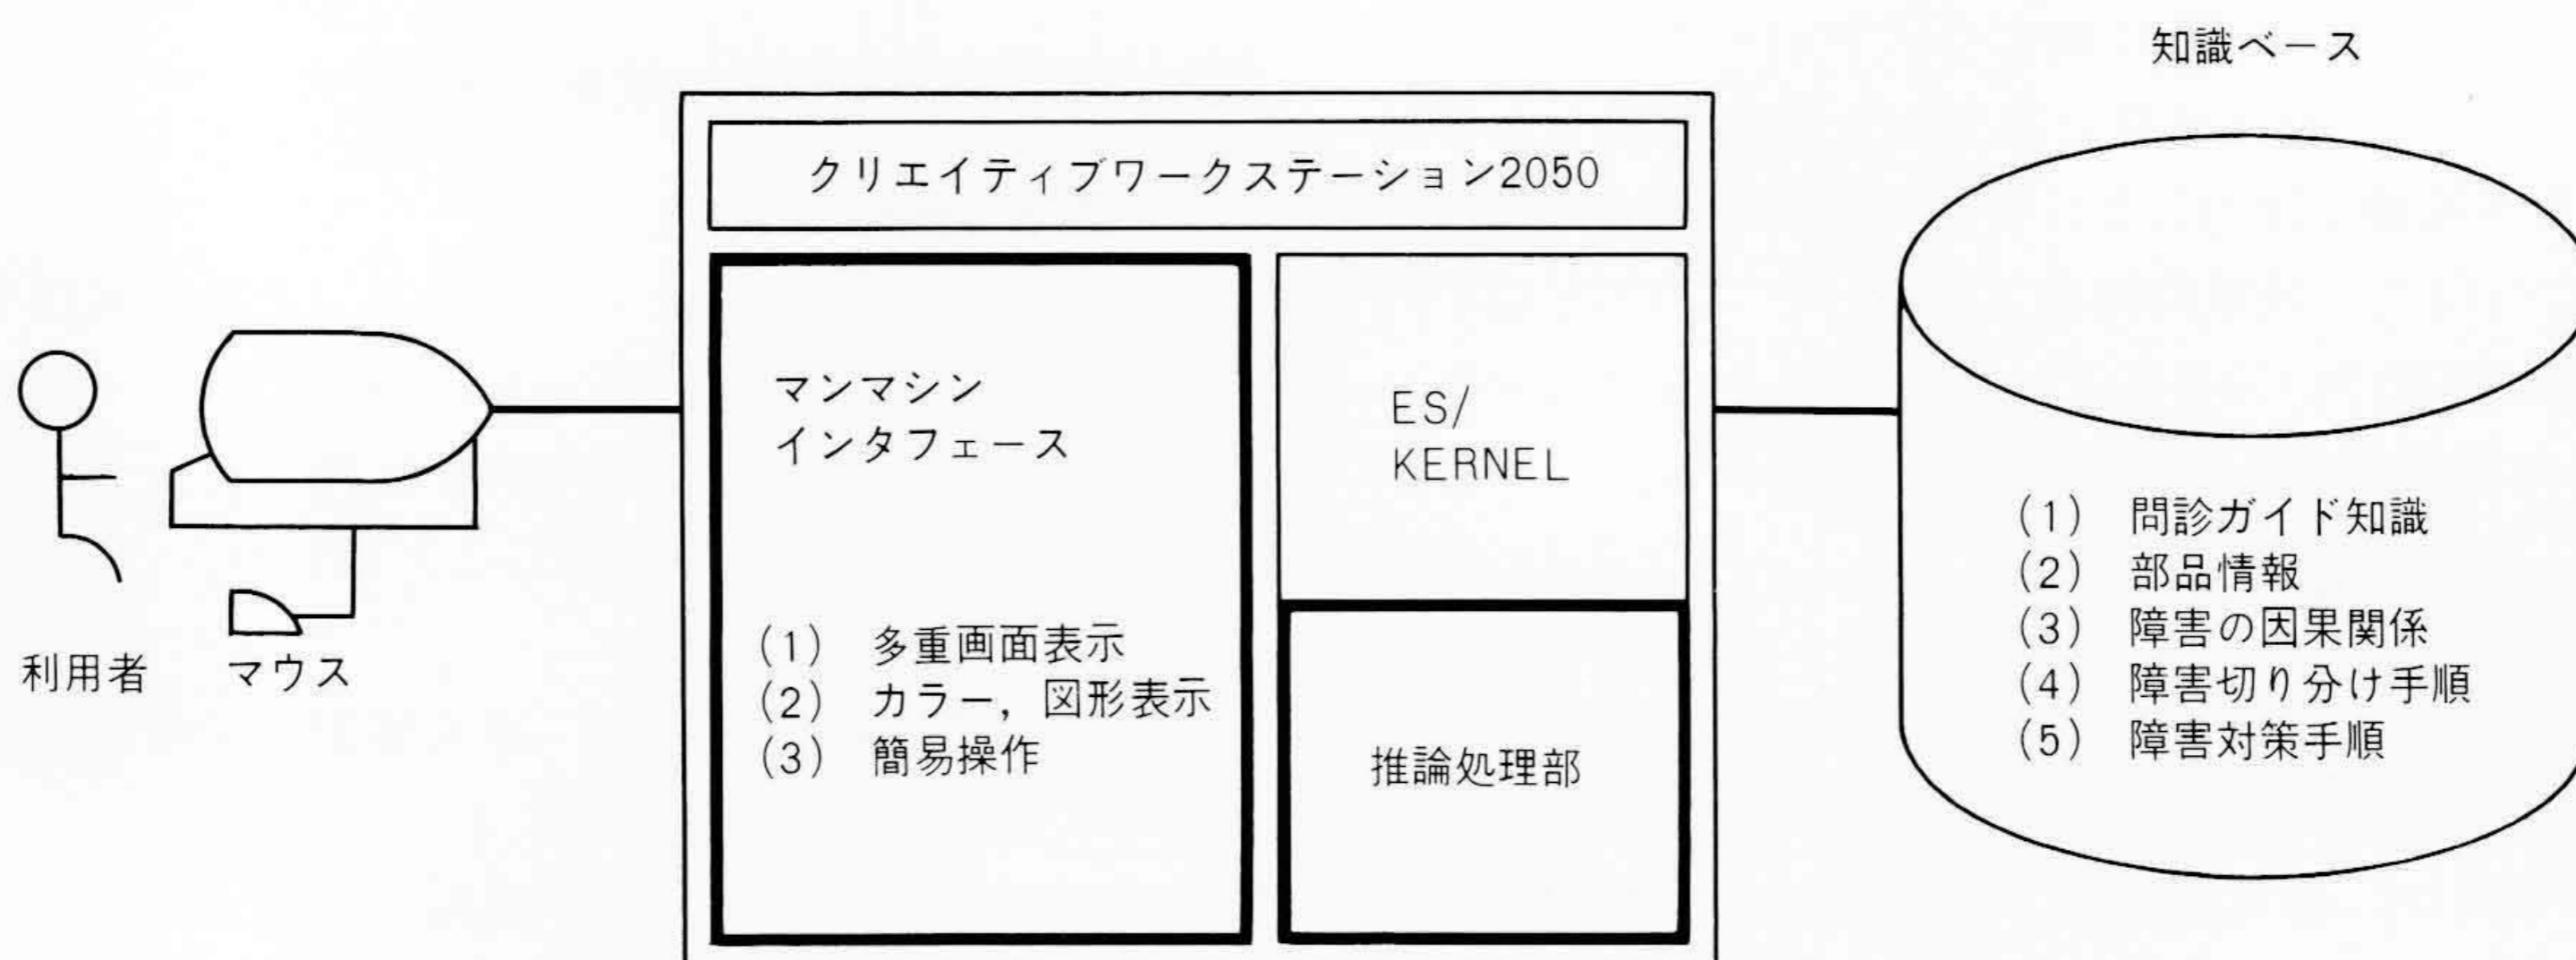 知識ベース
クリエイティブワークステーション2050
マンマシン
インタフェース
(1) 多重画面表示
(2) カラー，図形表示
(3) 簡易操作
ES/
KERNEL
推論処理部
(1) 問診ガイド知識
(2) 部品情報
(3) 障害の因果関係
(4) 障害切り分け手順
(5) 障害対策手順
利用者
マウス